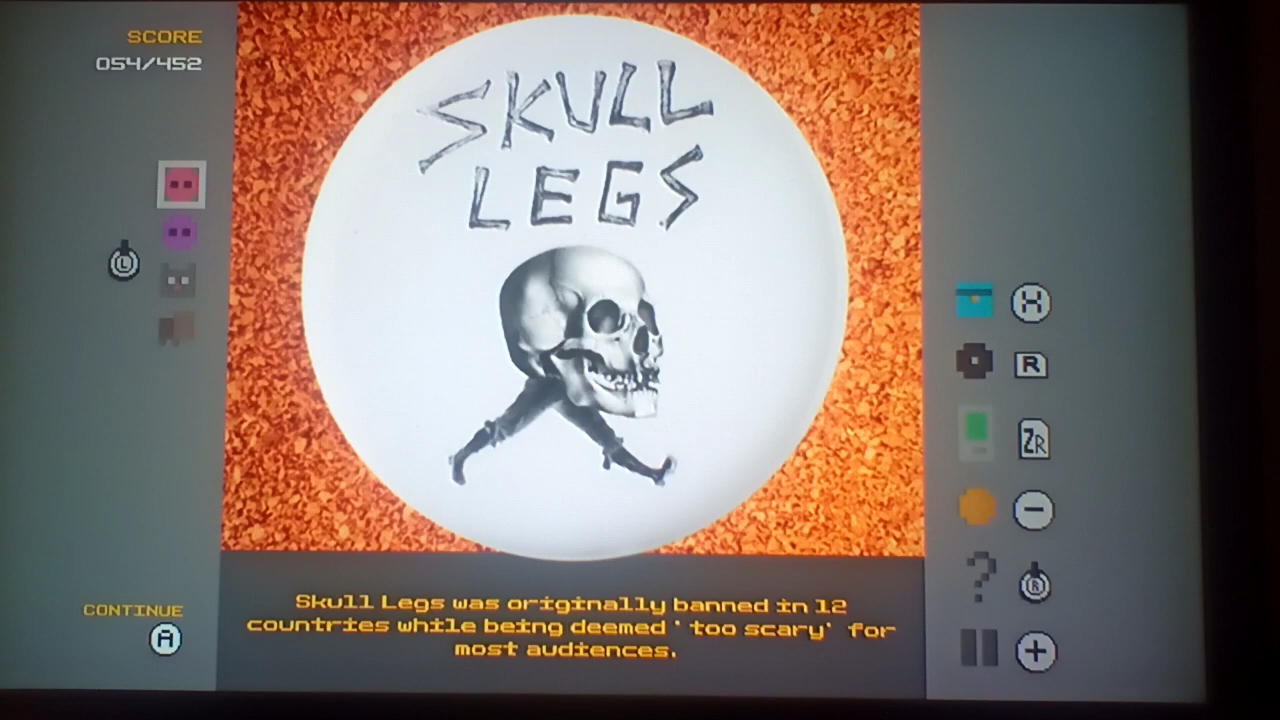 SCORE
054/452
SKULL
LEGS
L
X
R
ZR
R
CONTINUE
A
Skull Legs was originally banned in 12
countries while being deemed 'too scary' for
most audiences.